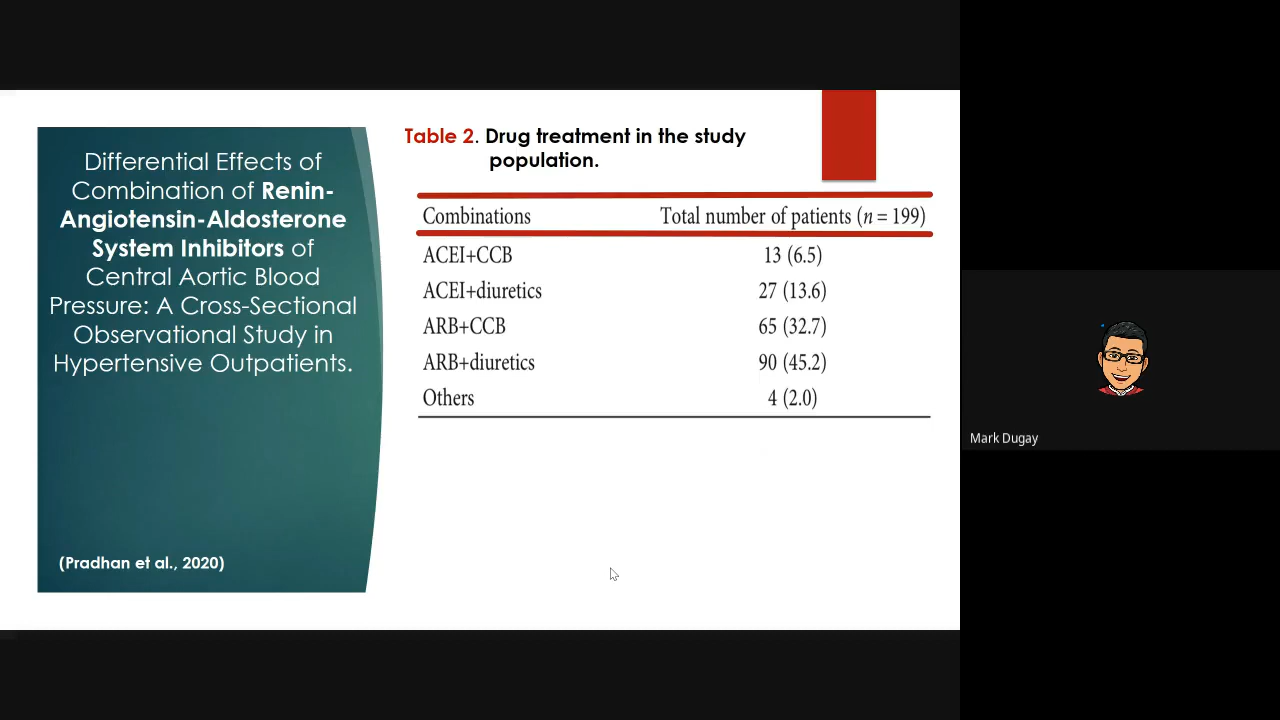 Differential Effects of
Combination of Renin-
Angiotensin-Aldosterone
System Inhibitors of
Central Aortic Blood
Pressure: A Cross-Sectional
Observational Study in
Hypertensive Outpatients.
(Pradhan et al., 2020)
Table 2. Drug treatment in the study
population.
Combinations Total number of patients (n = 199)
ACEI+CCB 13 (6.5)
ACEI+diuretics 27 (13.6)
ARB+CCB 65 (32.7)
ARB+diuretics 90 (45.2)
Others 4 (2.0)
Mark Dugay